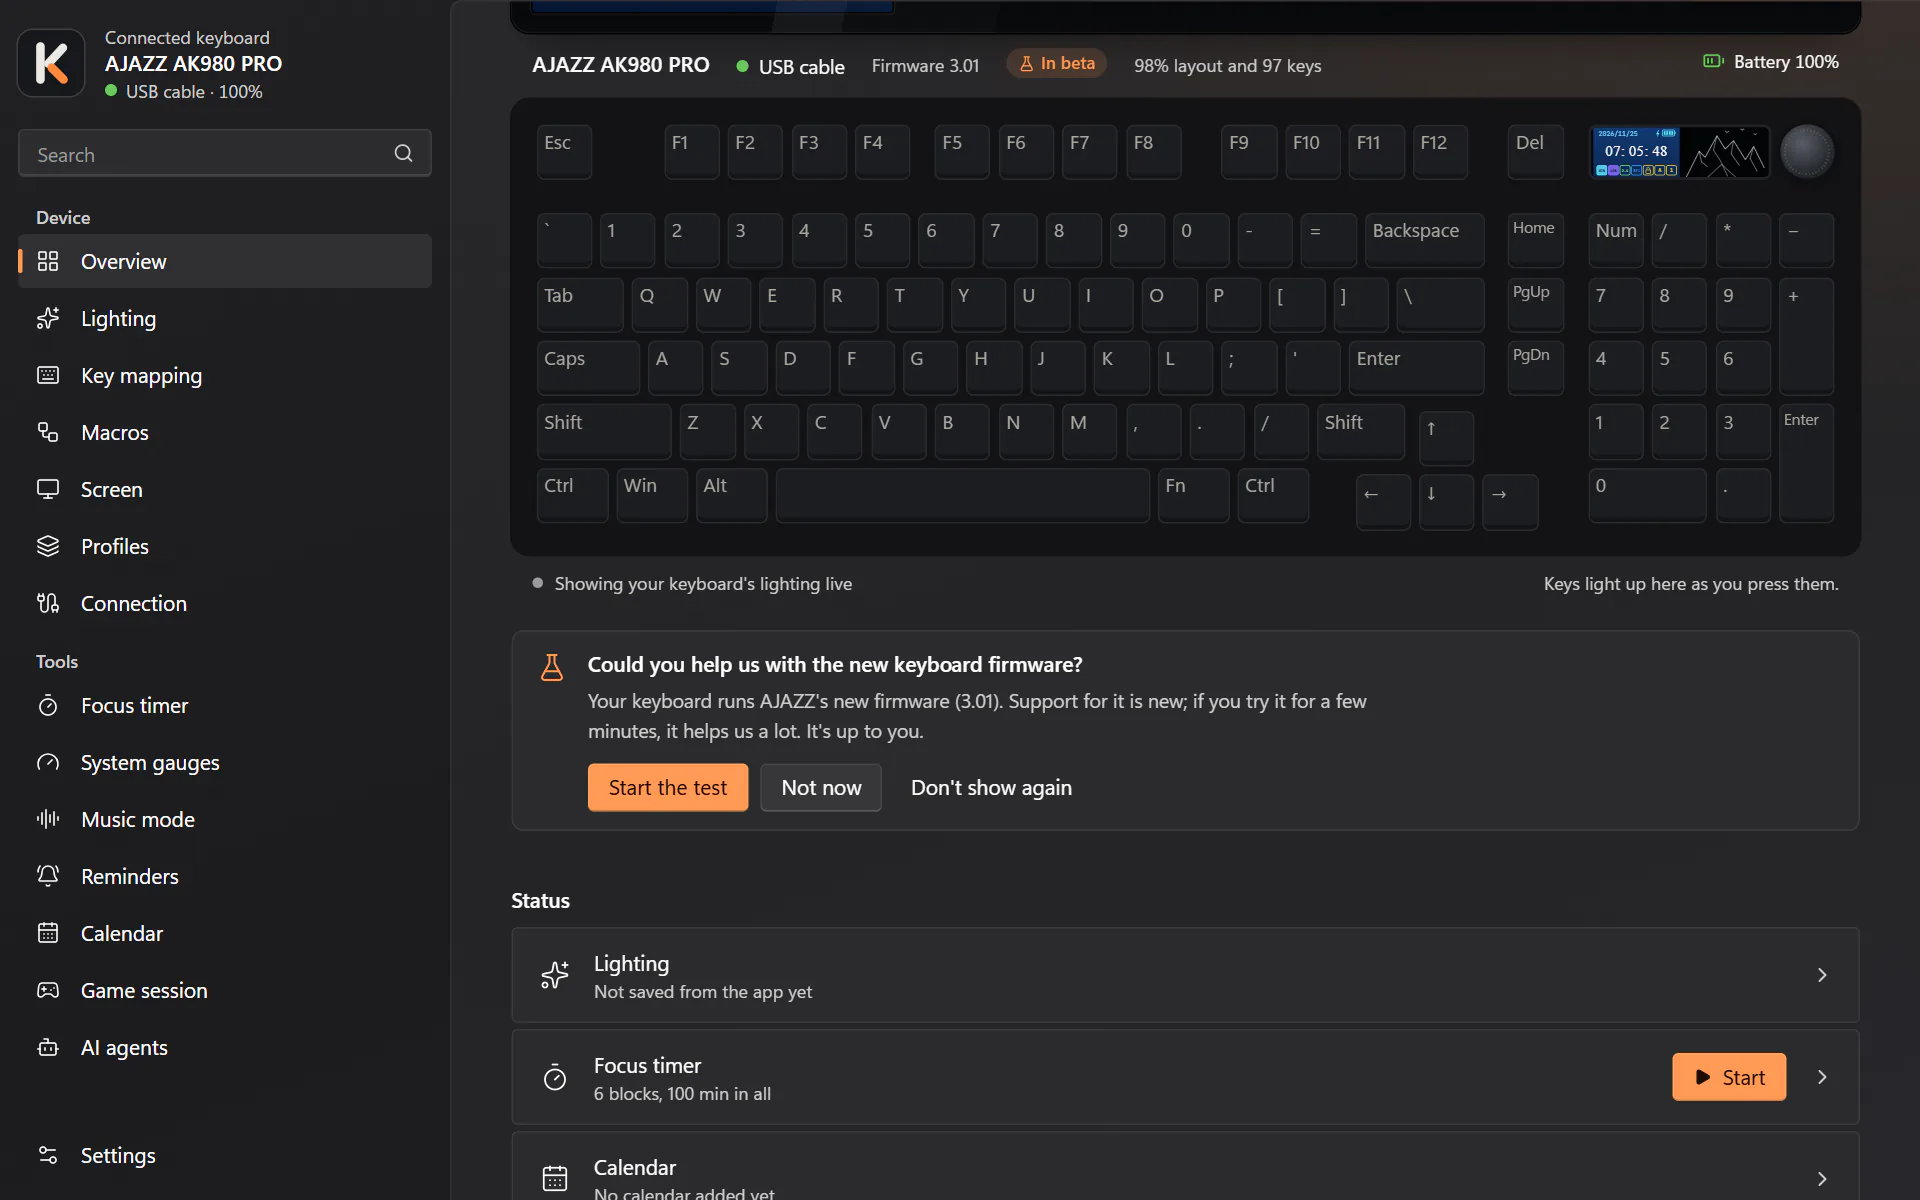 Connected keyboard
AJAZZ AK980 PRO
USB cable · 100%
Search
Device
Overview
Lighting
Key mapping
Macros
Screen
Profiles
Connection
Tools
Focus timer
System gauges
Music mode
Reminders
Calendar
Game session
AI agents
Settings
AJAZZ AK980 PRO USB cable Firmware 3.01 In beta 98% layout and 97 keys Battery 100%
Esc F1 F2 F3 F4 F5 F6 F7 F8 F9 F10 F11 F12 Del
2026/11/25
07: 05: 48
` 1 2 3 4 5 6 7 8 9 0 - = Backspace Home Num / * −
Tab Q W E R T Y U I O P [ ] \ PgUp 7 8 9 +
Caps A S D F G H J K L ; ' Enter PgDn 4 5 6
Shift Z X C V B N M , . / Shift ↑ 1 2 3 Enter
Ctrl Win Alt Fn Ctrl ← ↓ → 0 .
Showing your keyboard's lighting live
Keys light up here as you press them.
Could you help us with the new keyboard firmware?
Your keyboard runs AJAZZ's new firmware (3.01). Support for it is new; if you try it for a few
minutes, it helps us a lot. It's up to you.
Start the test Not now Don't show again
Status
Lighting
Not saved from the app yet
Focus timer
6 blocks, 100 min in all
Start
Calendar
No calendar added yet